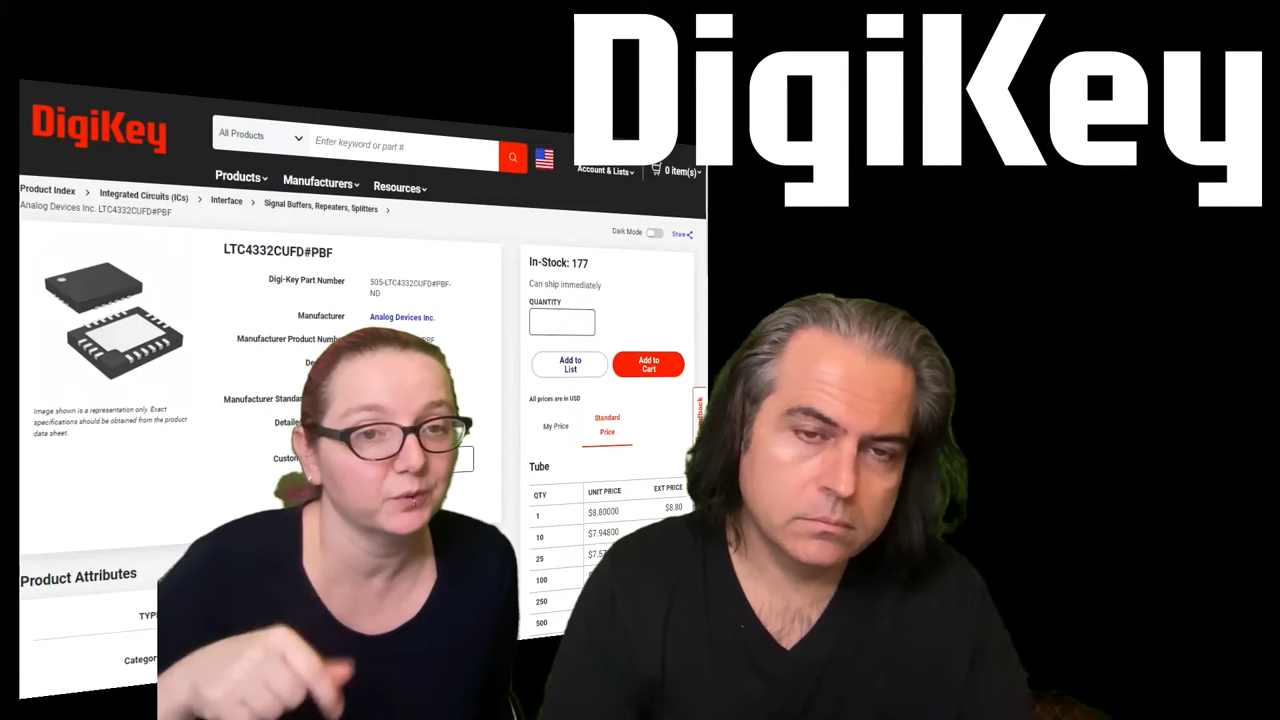 DigiKey
DigiKey
All Products
Enter keyword or part #
Account & Lists
0 item(s)
Products
Manufacturers
Resources
Product Index > Integrated Circuits (ICs) > Interface > Signal Buffers, Repeaters, Splitters >
Analog Devices Inc. LTC4332CUFD#PBF
Dark Mode
Share
LTC4332CUFD#PBF
Digi-Key Part Number
505-LTC4332CUFD#PBF-
ND
Manufacturer
Analog Devices Inc.
Manufacturer Product
Manufacturer
Image shown is a representation only. Exact
specifications should be obtained from the product
data sheet.
In-Stock: 177
Can ship immediately
QUANTITY
Add to
List
Add to
Cart
All prices are in USD
My Price
Standard
Price
Tube
QTY UNIT PRICE EXT PRICE
1 $8.80000 $8.80
10 $7.94800
25
100
250
500
Product Attributes